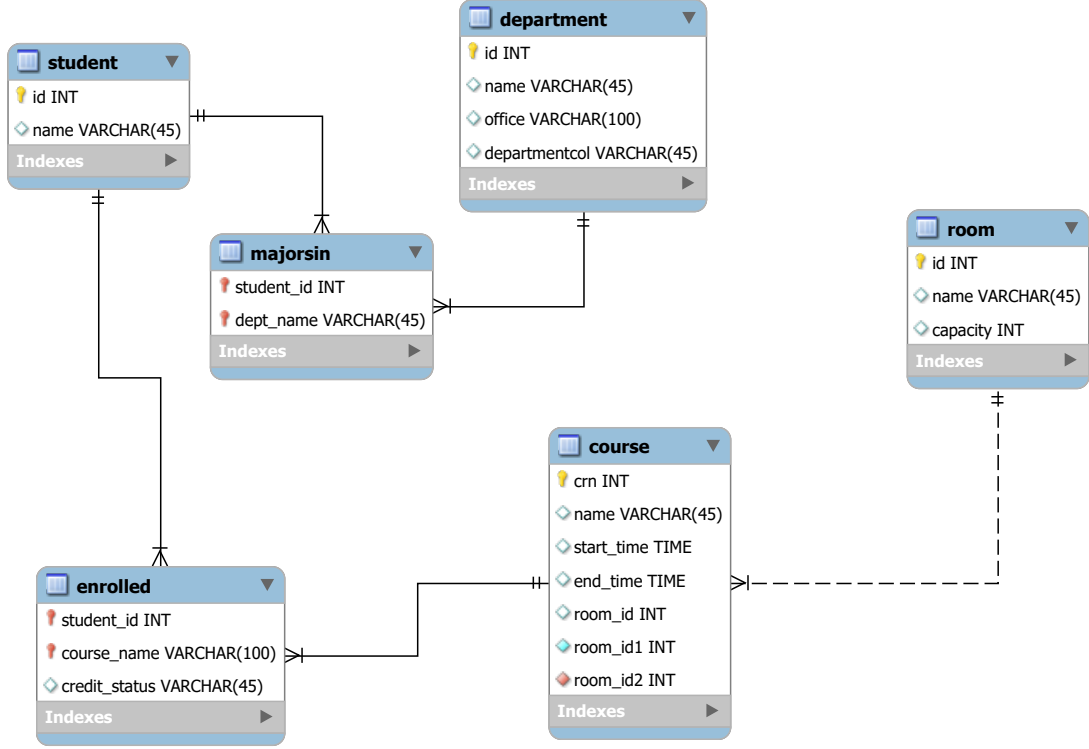 department
id INT
name VARCHAR(45)
office VARCHAR(100)
departmentcol VARCHAR(45)
Indexes
student
id INT
name VARCHAR(45)
Indexes
majorsin
student_id INT
dept_name VARCHAR(45)
Indexes
room
id INT
name VARCHAR(45)
capacity INT
Indexes
course
crn INT
name VARCHAR(45)
start_time TIME
end_time TIME
room_id INT
room_id1 INT
room_id2 INT
Indexes
enrolled
student_id INT
course_name VARCHAR(100)
credit_status VARCHAR(45)
Indexes